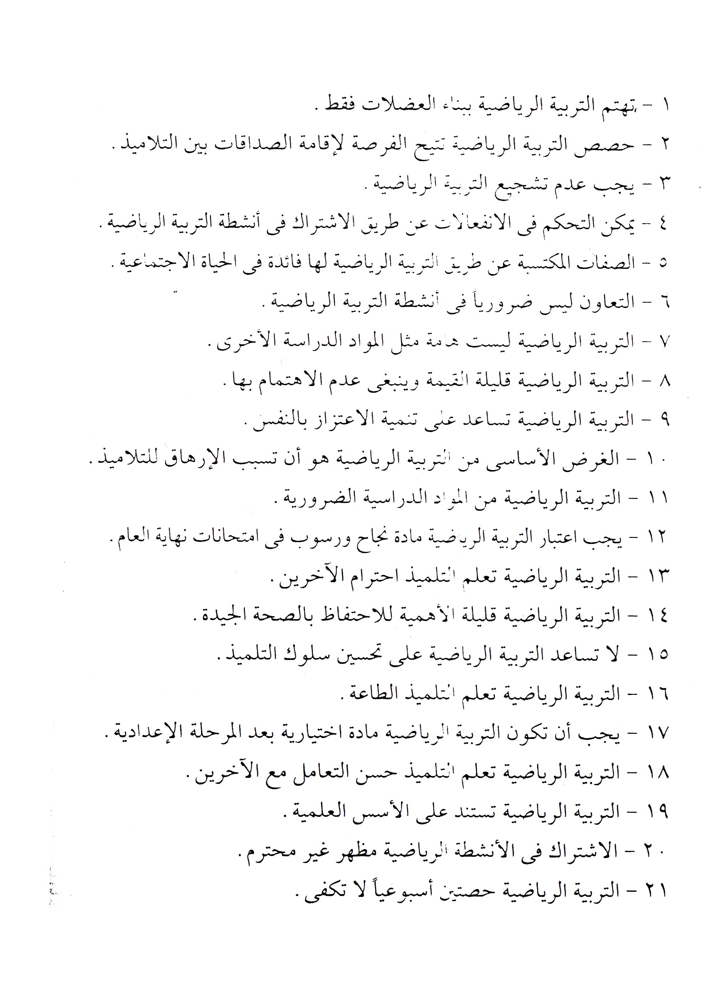 ١ - تهتم التربية الرياضية ببناء العضلات فقط .
٢ - حصص التربية الرياضية تتيح الفرصة لإقامة الصداقات بين التلاميذ .
٣ - يجب عدم تشجيع التربية الرياضية .
٤ - يمكن التحكم فى الانفعالات عن طريق الاشتراك فى أنشطة التربية الرياضية .
٥ - الصفات المكتسبة عن طريق التربية الرياضية لها فائدة فى الحياة الاجتماعية .
٦ - التعاون ليس ضرورياً فى أنشطة التربية الرياضية .
٧ - التربية الرياضية ليست هامة مثل المواد الدراسة الأخرى .
٨ - التربية الرياضية قليلة القيمة وينبغى عدم الاهتمام بها .
٩ - التربية الرياضية تساعد على تنمية الاعتزاز بالنفس .
١٠ - الغرض الأساسى من التربية الرياضية هو أن تسبب الإرهاق للتلاميذ .
١١ - التربية الرياضية من المواد الدراسية الضرورية .
١٢ - يجب اعتبار التربية الرياضية مادة نجاح ورسوب فى امتحانات نهاية العام .
١٣ - التربية الرياضية تعلم التلميذ احترام الآخرين .
١٤ - التربية الرياضية قليلة الأهمية للاحتفاظ بالصحة الجيدة .
١٥ - لا تساعد التربية الرياضية على تحسين سلوك التلميذ .
١٦ - التربية الرياضية تعلم التلميذ الطاعة .
١٧ - يجب أن تكون التربية الرياضية مادة اختيارية بعد المرحلة الإعدادية .
١٨ - التربية الرياضية تعلم التلميذ حسن التعامل مع الآخرين .
١٩ - التربية الرياضية تستند على الأسس العلمية .
٢٠ - الاشتراك فى الأنشطة الرياضية مظهر غير محترم .
٢١ - التربية الرياضية حصتين أسبوعياً لا تكفى .